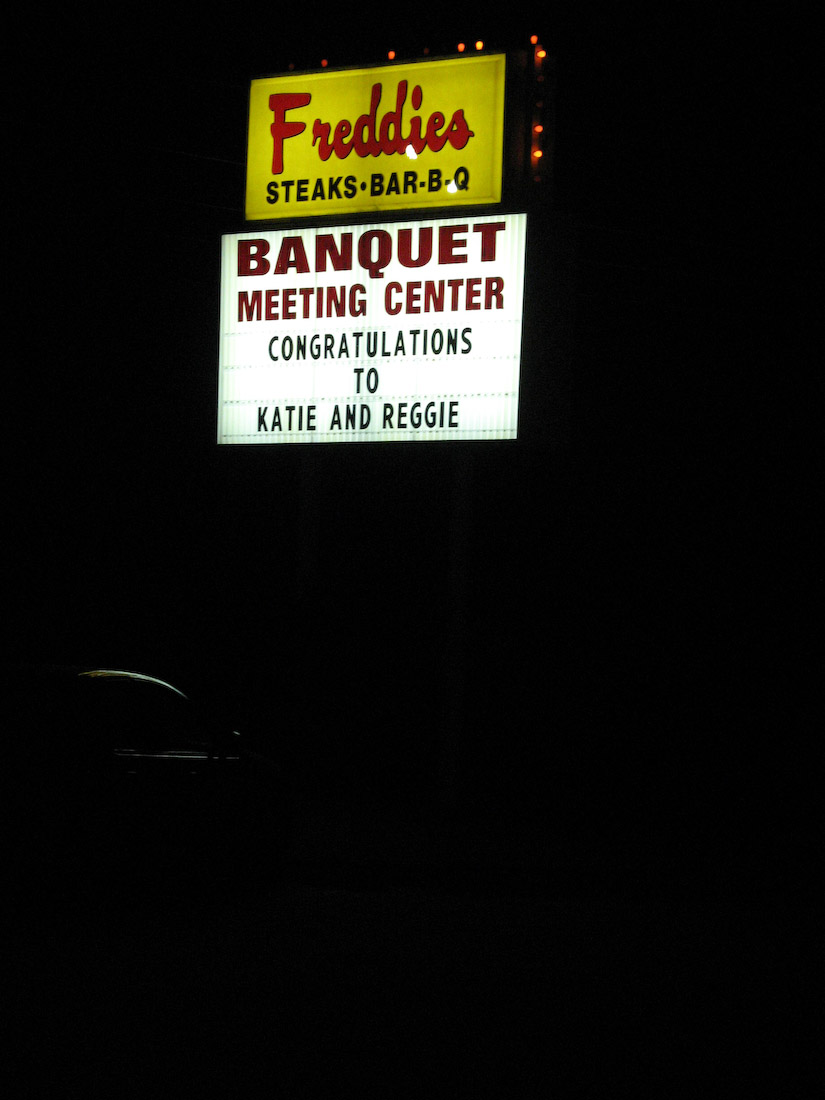 Freddies
STEAKS•BAR-B-Q
BANQUET
MEETING CENTER
CONGRATULATIONS
TO
KATIE AND REGGIE